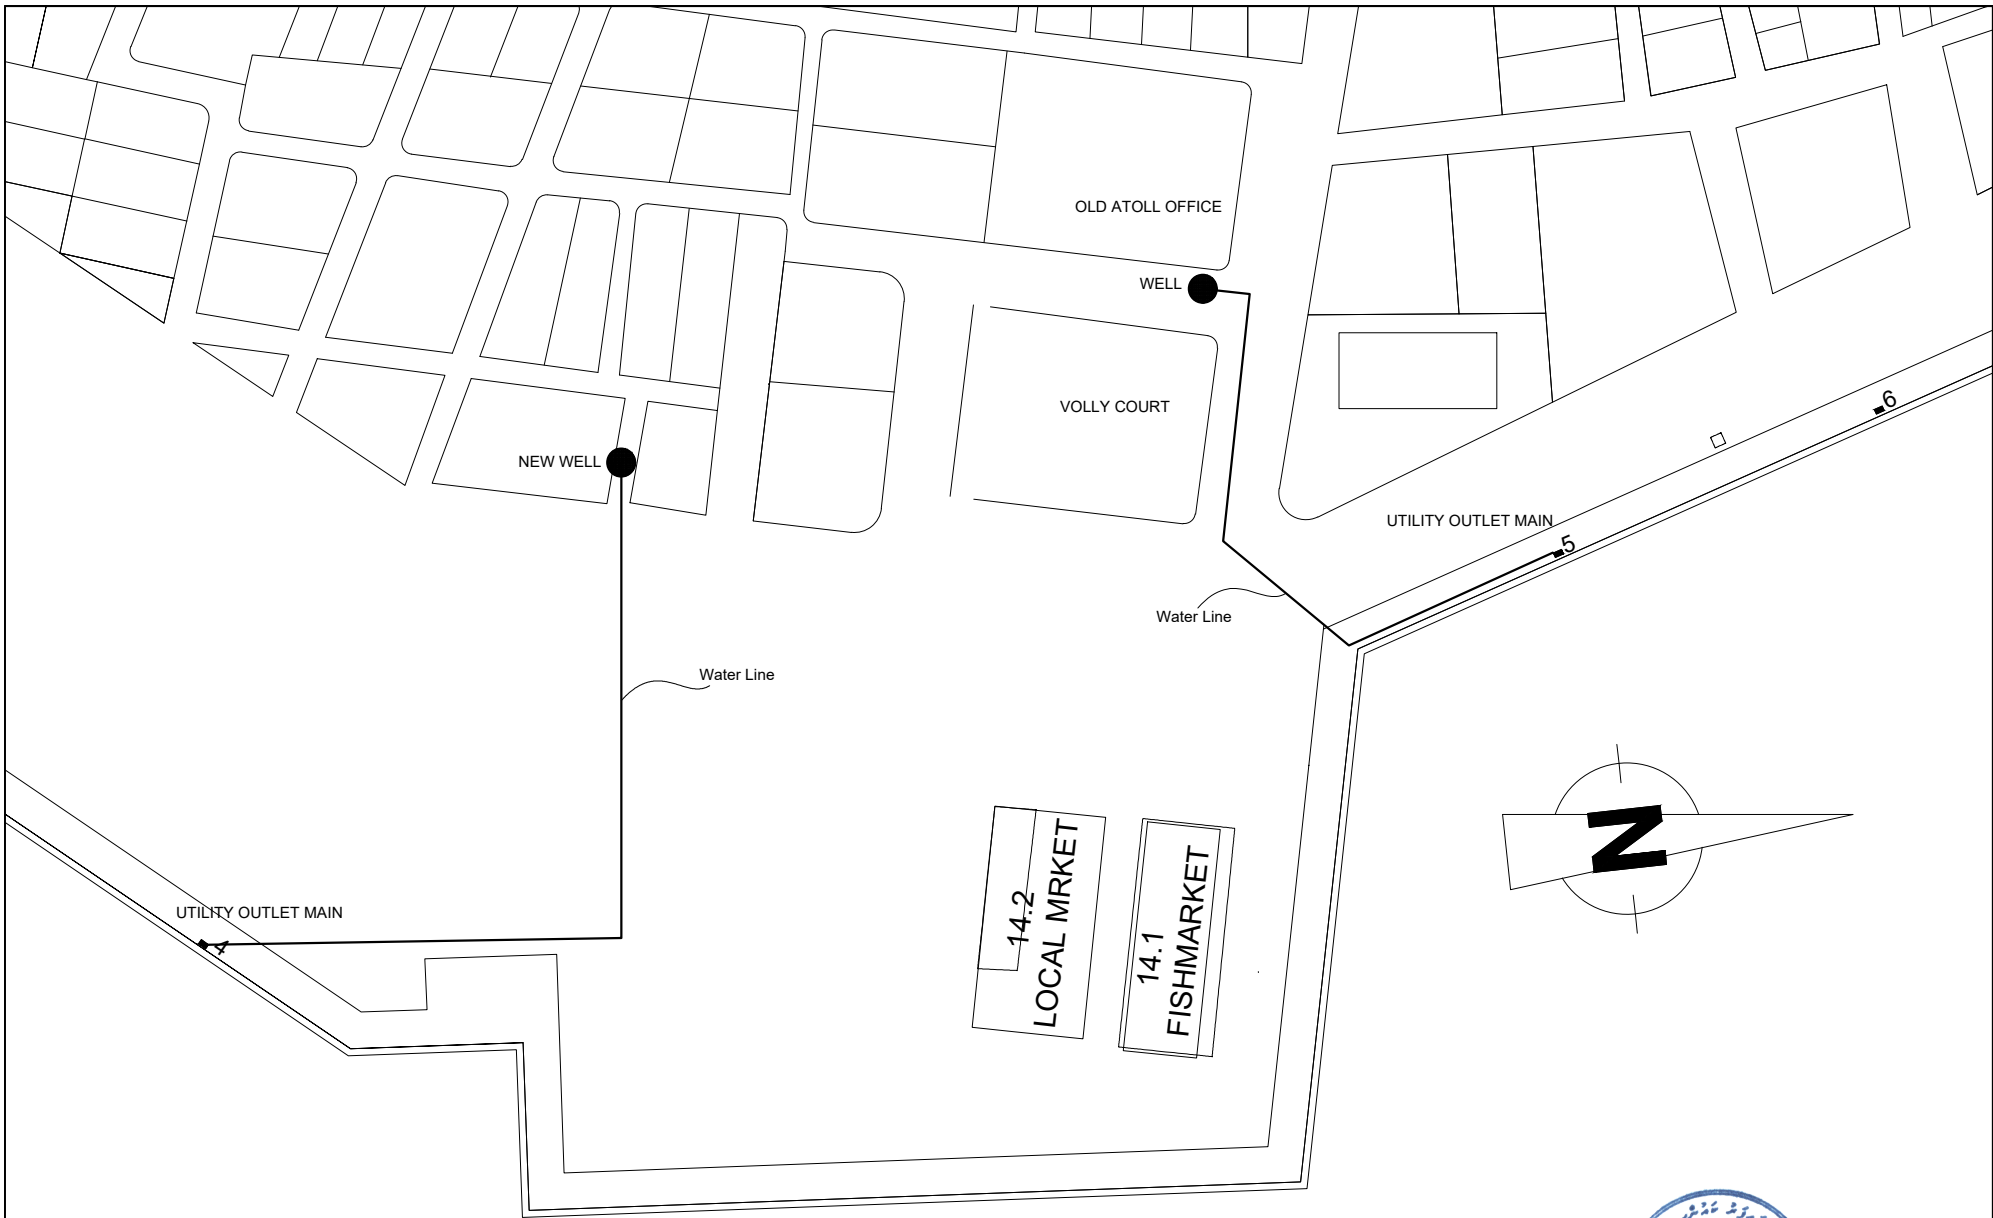 OLD ATOLL OFFICE
WELL
VOLLY COURT
6
NEW WELL
UTILITY OUTLET MAIN
5
Water Line
Water Line
N
14.2
LOCAL MRKET
14.1
FISHMARKET
UTILITY OUTLET MAIN
4